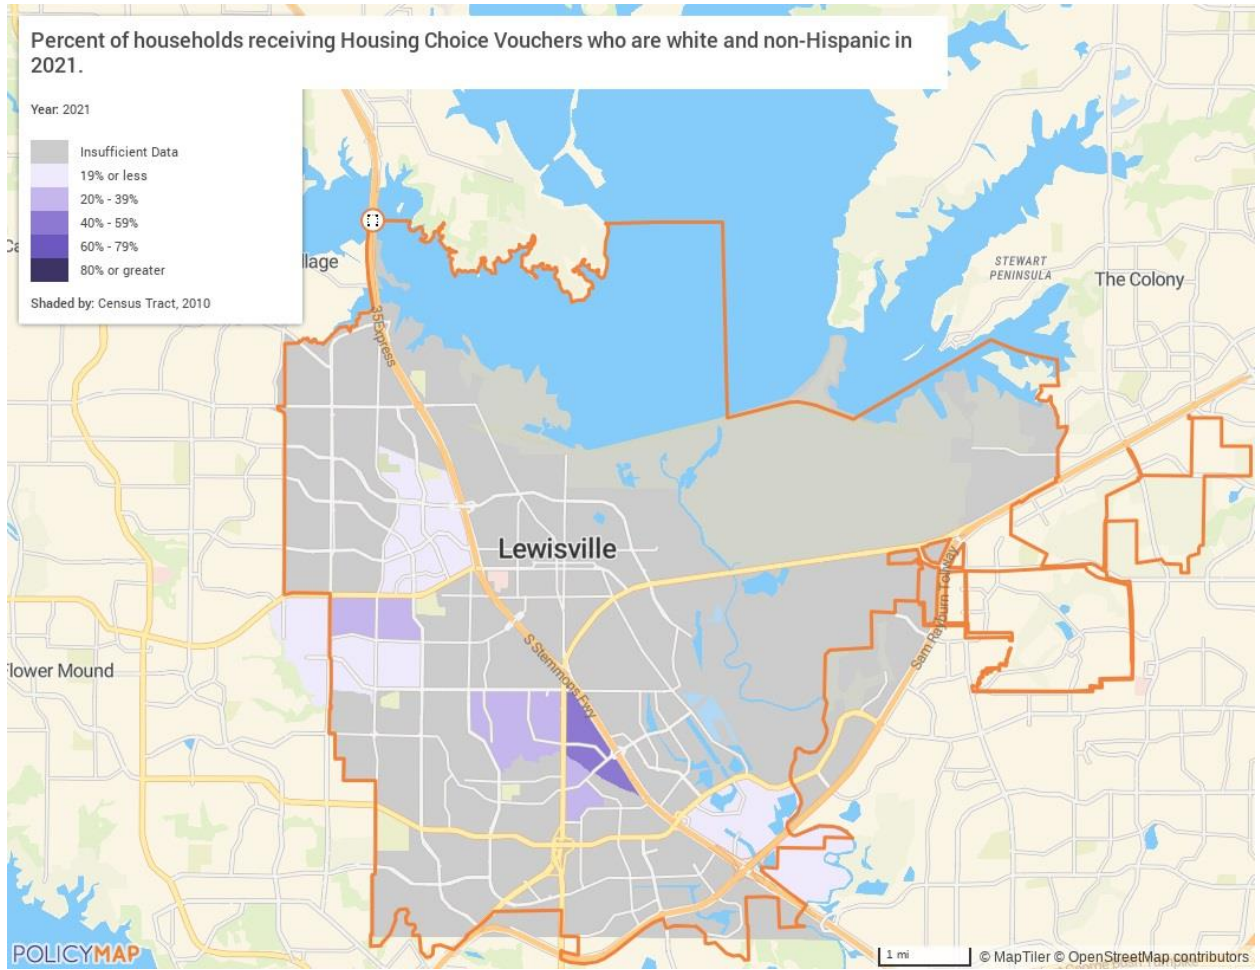 Percent of households receiving Housing Choice Vouchers who are white and non-Hispanic in
2021.
Year: 2021
Insufficient Data
19% or less
20% - 39%
40% - 59%
60% - 79%
80% or greater
Shaded by: Census Tract, 2010
llage
STEWART
PENINSULA
The Colony
35Express
Lewisville
S Stemmons Fwy
Sam Rayburn Tollway
Flower Mound
POLICYMAP
1 mi
© MapTiler © OpenStreetMap contributors